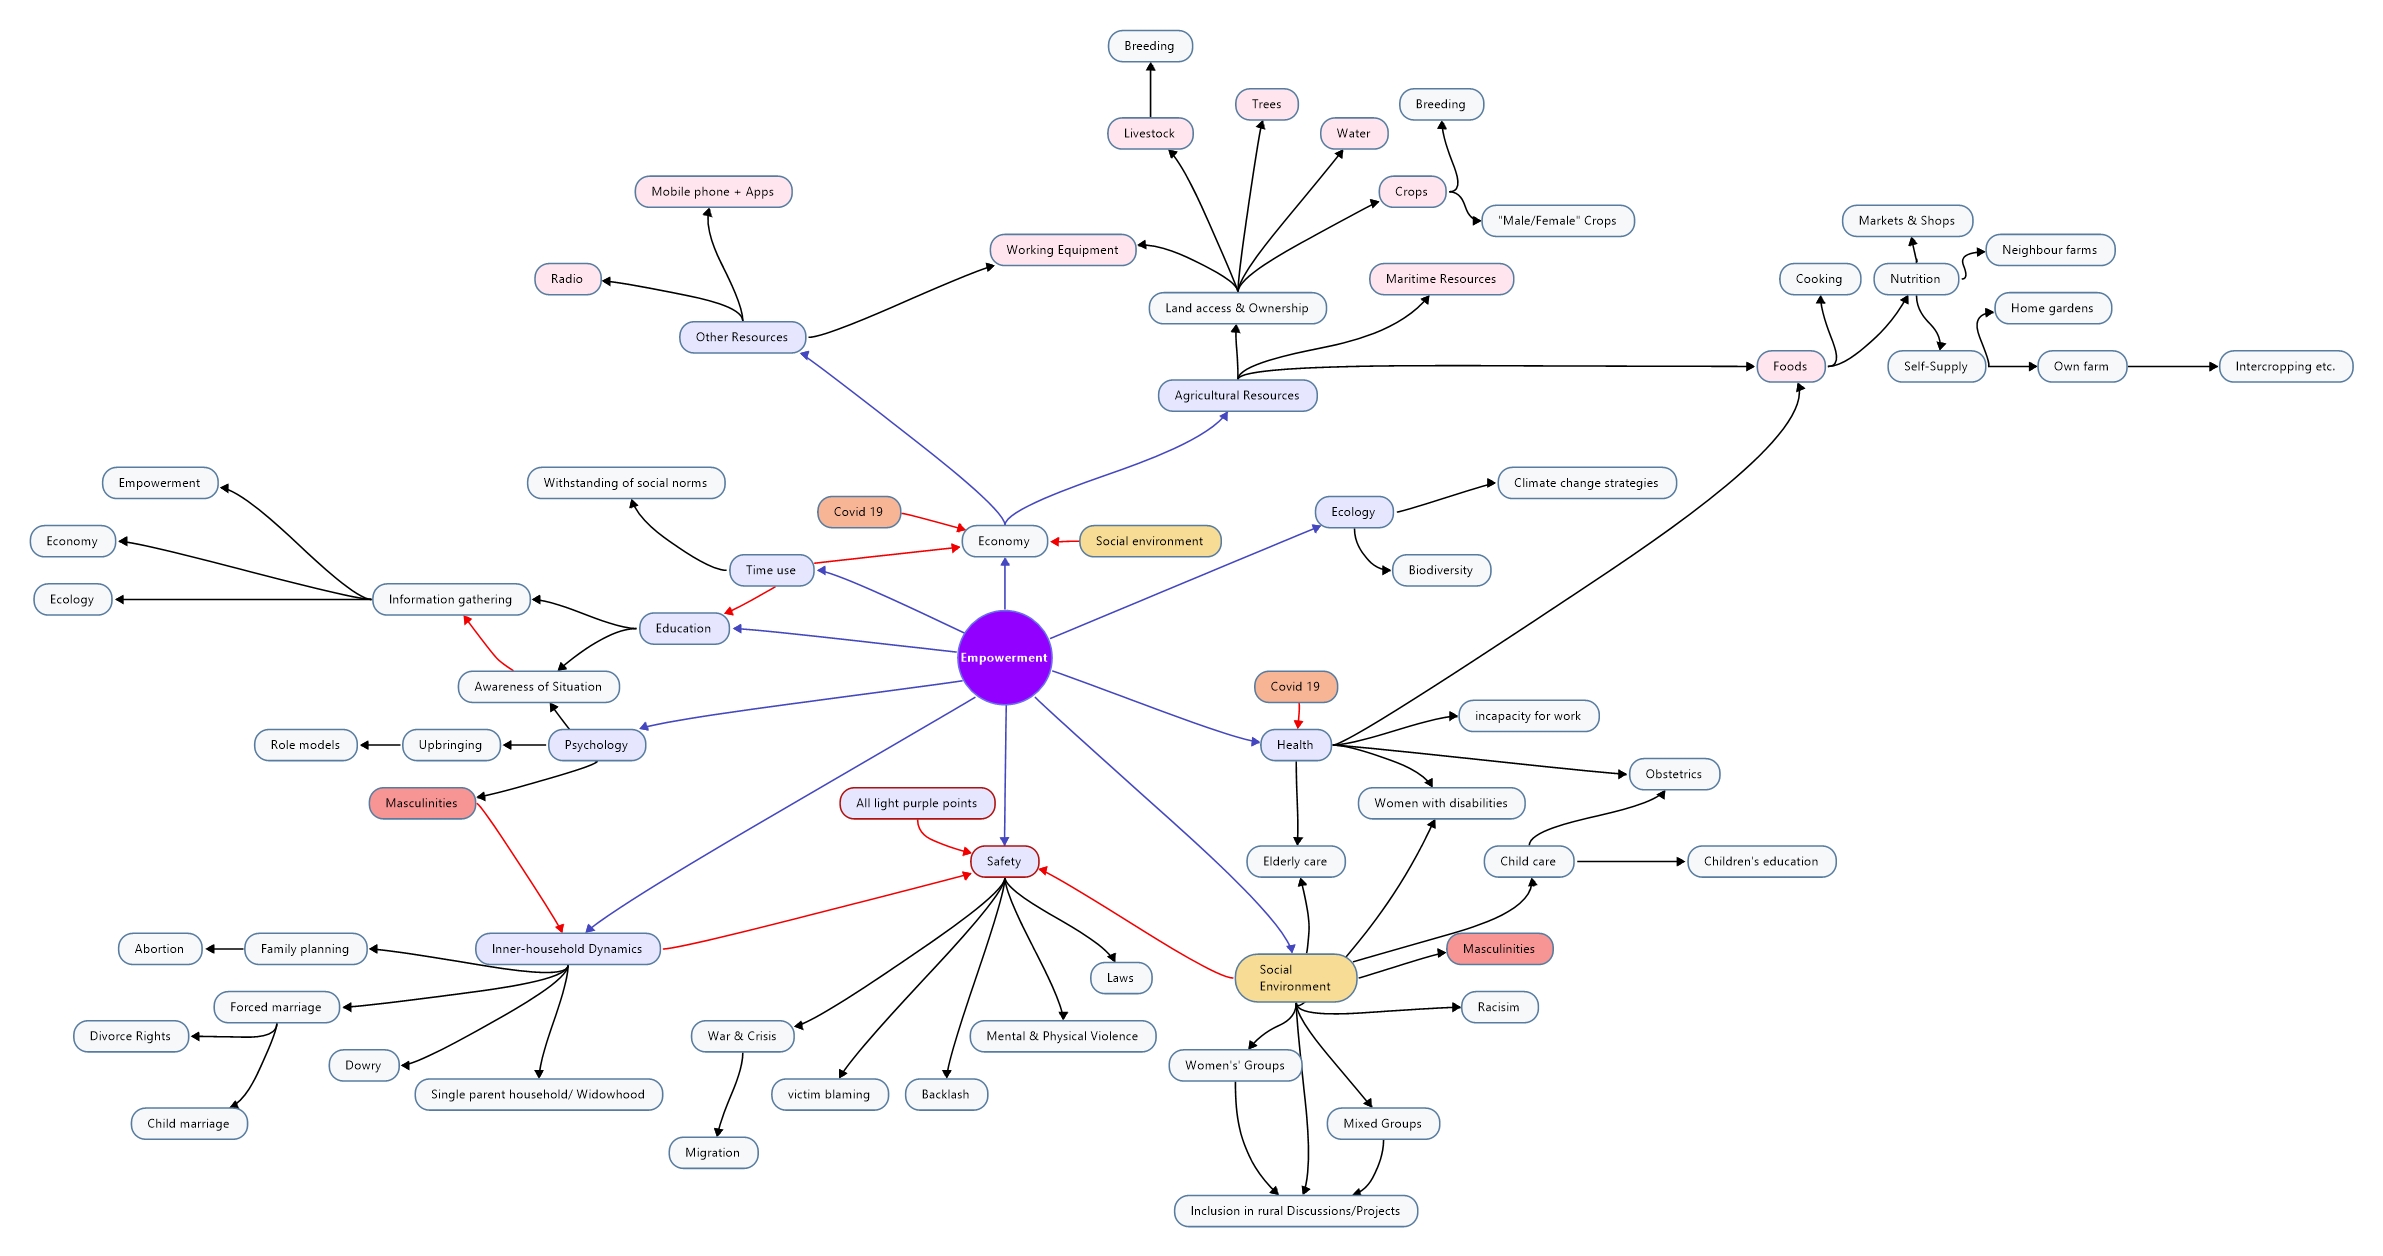 Breeding
Trees
Breeding
Livestock
Water
Mobile phone + Apps
Crops
"Male/Female" Crops
Markets & Shops
Working Equipment
Neighbour farms
Radio
Maritime Resources
Cooking
Nutrition
Land access & Ownership
Home gardens
Other Resources
Foods
Self-Supply
Own farm
Intercropping etc.
Agricultural Resources
Empowerment
Withstanding of social norms
Climate change strategies
Covid 19
Ecology
Economy
Economy
Social environment
Time use
Biodiversity
Ecology
Information gathering
Education
Empowerment
Awareness of Situation
Covid 19
incapacity for work
Role models
Upbringing
Psychology
Health
Obstetrics
Masculinities
All light purple points
Women with disabilities
Safety
Elderly care
Child care
Children's education
Abortion
Family planning
Inner-household Dynamics
Masculinities
Laws
Social
Environment
Forced marriage
Racisim
Divorce Rights
War & Crisis
Mental & Physical Violence
Dowry
Women's' Groups
Single parent household/ Widowhood
victim blaming
Backlash
Child marriage
Mixed Groups
Migration
Inclusion in rural Discussions/Projects